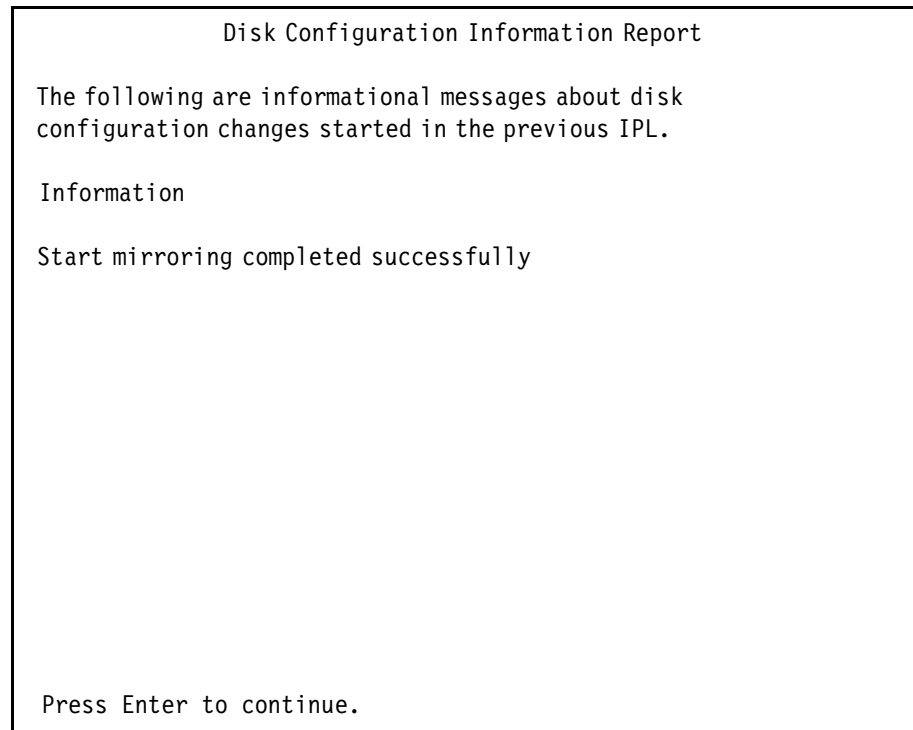 Disk Configuration Information Report
The following are informational messages about disk
configuration changes started in the previous IPL.
Information
Start mirroring completed successfully
Press Enter to continue.